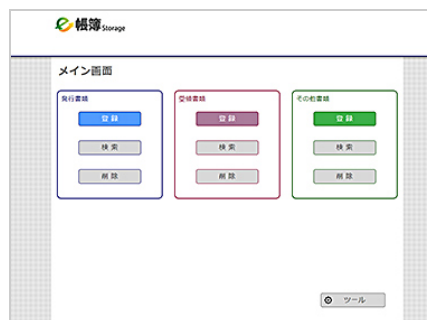 帳簿Storage
メイン画面
発行書類
受領書類
その他書類
登録
登録
登録
検索
検索
検索
削除
削除
削除
ツール